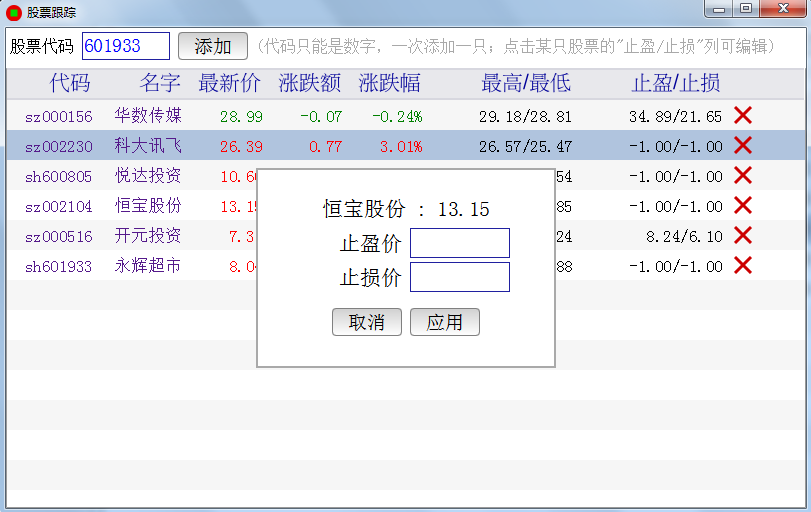 股票跟踪
股票代码 601933 添加 (代码只能是数字，一次添加一只；点击某只股票的"止盈/止损"列可编辑)
代码 名字 最新价 涨跌额 涨跌幅 最高/最低 止盈/止损
sz000156 华数传媒 28.99 -0.07 -0.24% 29.18/28.81 34.89/21.65
sz002230 科大讯飞 26.39 0.77 3.01% 26.57/25.47 -1.00/-1.00
sh600805 悦达投资 10.6 54 -1.00/-1.00
sz002104 恒宝股份 13.1 85 -1.00/-1.00
sz000516 开元投资 7.3 24 8.24/6.10
sh601933 永辉超市 8.0 88 -1.00/-1.00
恒宝股份 : 13.15
止盈价
止损价
取消 应用